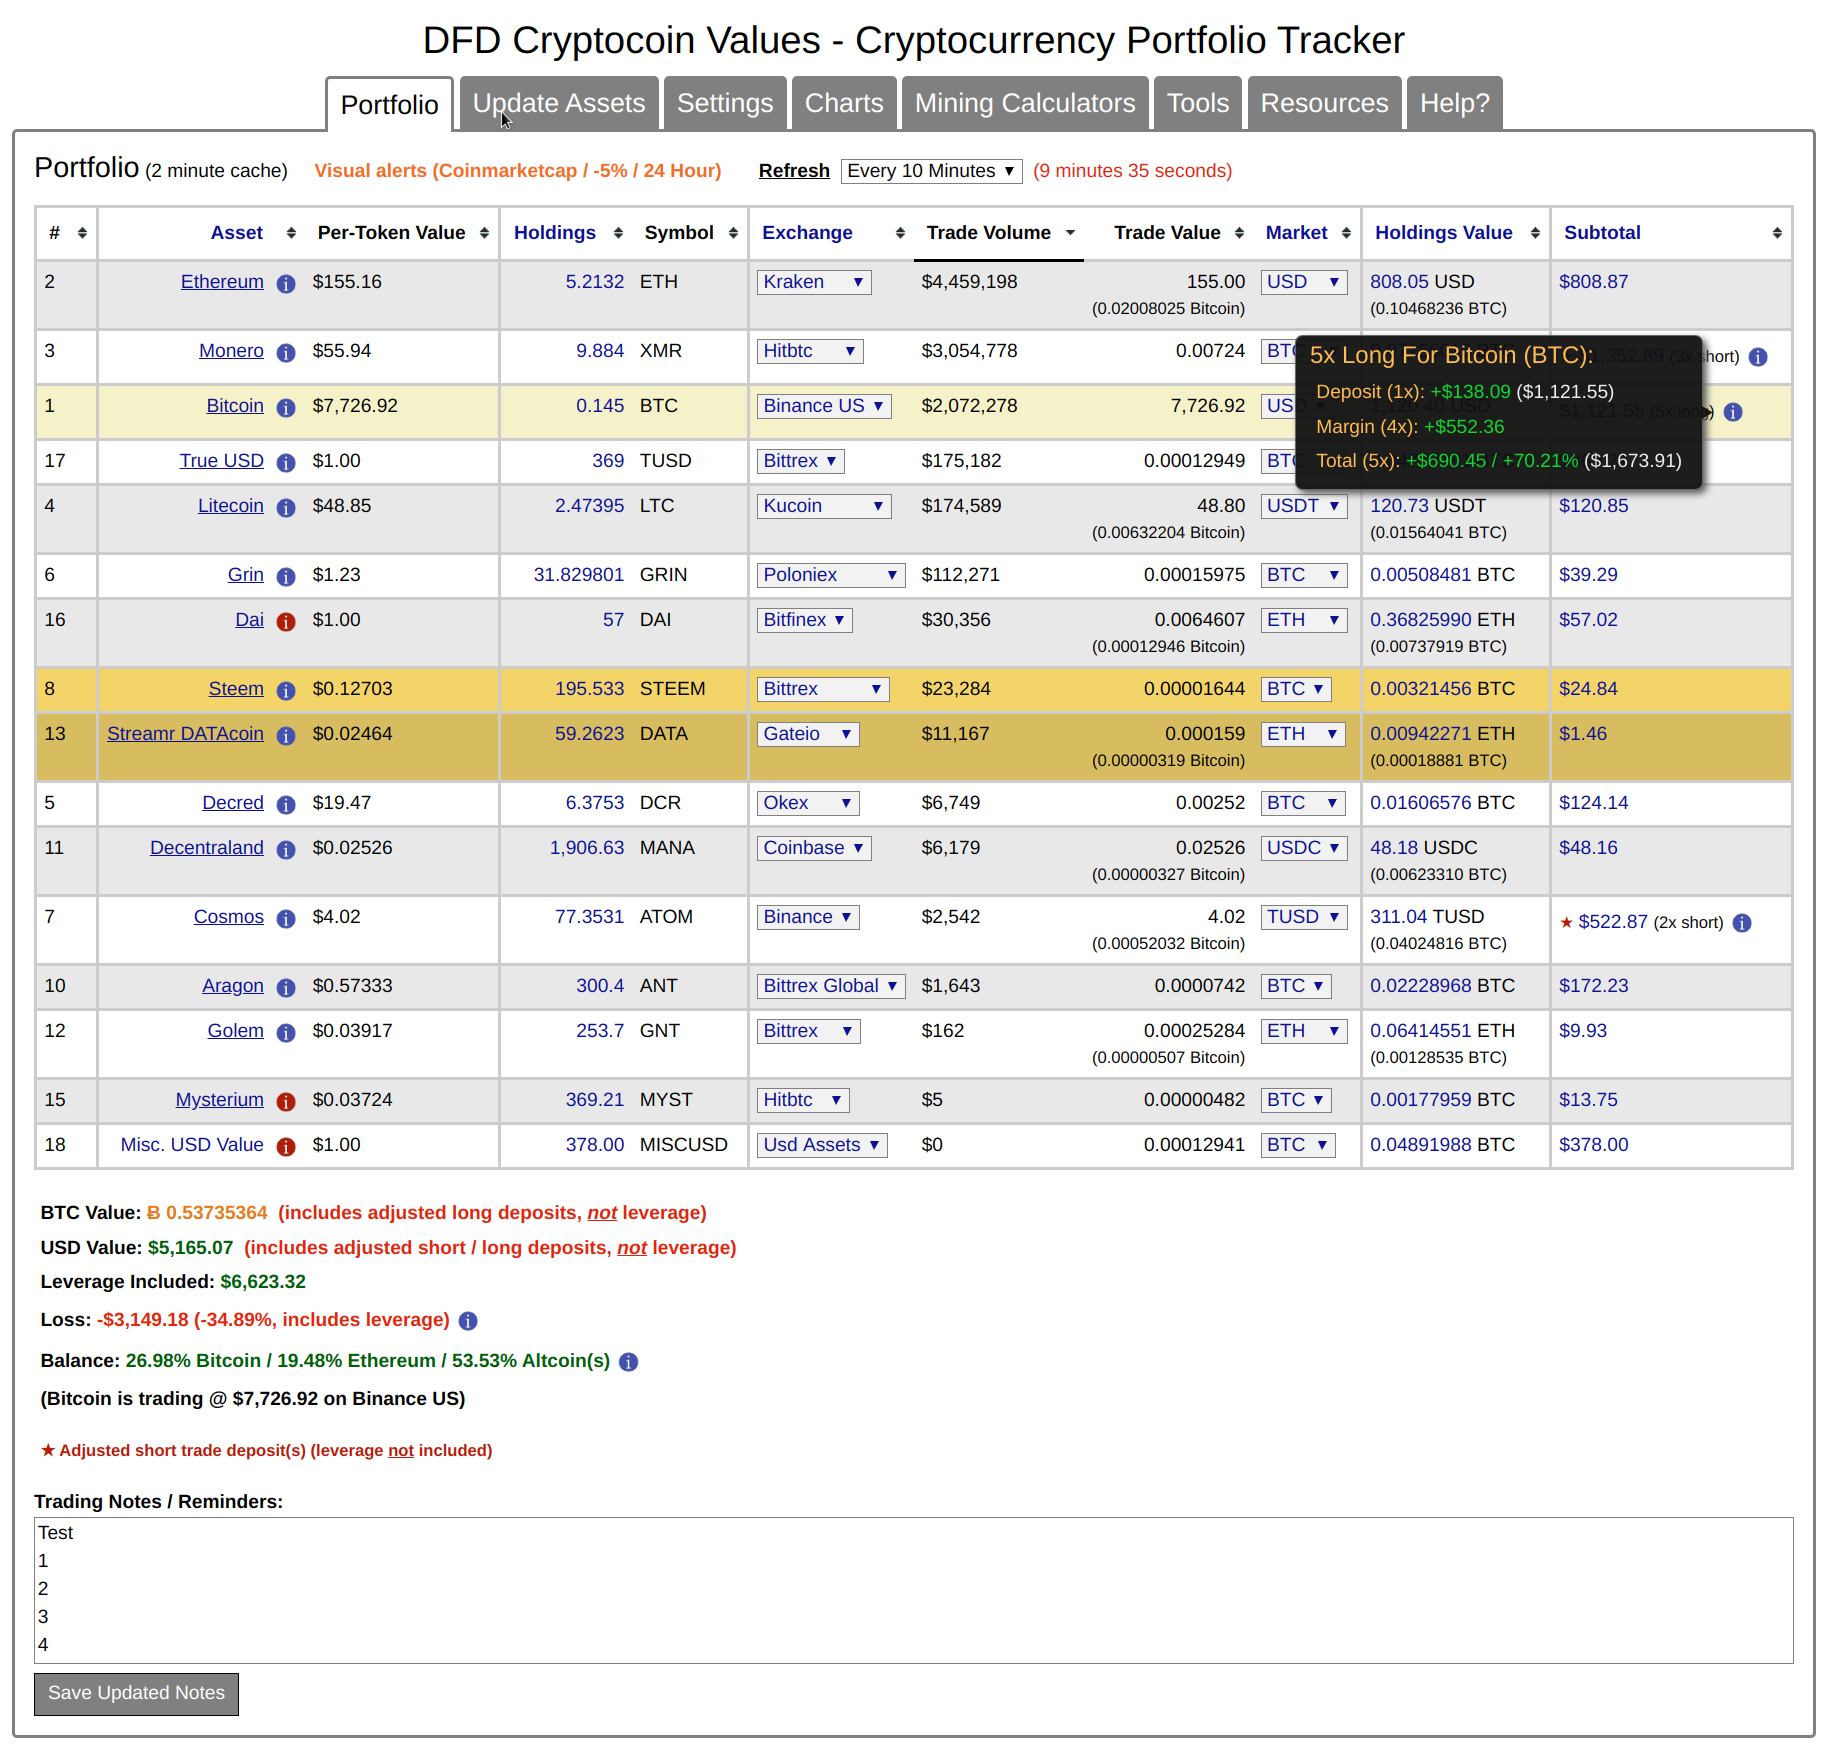 DFD Cryptocoin Values - Cryptocurrency Portfolio Tracker
Portfolio Update Assets Settings Charts Mining Calculators Tools Resources Help?
Portfolio (2 minute cache) Visual alerts (Coinmarketcap / -5% / 24 Hour) Refresh Every 10 Minutes ▼ (9 minutes 35 seconds)
# Asset Per-Token Value Holdings Symbol Exchange Trade Volume Trade Value Market Holdings Value Subtotal
2 Ethereum i $155.16 5.2132 ETH Kraken ▼ $4,459,198 155.00 USD ▼ 808.05 USD $808.87
(0.02008025 Bitcoin) (0.10468236 BTC)
3 Monero i $55.94 9.884 XMR Hitbtc ▼ $3,054,778 0.00724 BTC short) i
5x Long For Bitcoin (BTC):
Deposit (1x): +$138.09 ($1,121.55)
Margin (4x): +$552.36
Total (5x): +$690.45 / +70.21% ($1,673.91)
1 Bitcoin i $7,726.92 0.145 BTC Binance US ▼ $2,072,278 7,726.92 USD $1,121.55 (5x long) i
17 True USD i $1.00 369 TUSD Bittrex ▼ $175,182 0.00012949 BTC
4 Litecoin i $48.85 2.47395 LTC Kucoin ▼ $174,589 48.80 USDT ▼ 120.73 USDT $120.85
(0.00632204 Bitcoin) (0.01564041 BTC)
6 Grin i $1.23 31.829801 GRIN Poloniex ▼ $112,271 0.00015975 BTC ▼ 0.00508481 BTC $39.29
16 Dai i $1.00 57 DAI Bitfinex ▼ $30,356 0.0064607 ETH ▼ 0.36825990 ETH $57.02
(0.00012946 Bitcoin) (0.00737919 BTC)
8 Steem i $0.12703 195.533 STEEM Bittrex ▼ $23,284 0.00001644 BTC ▼ 0.00321456 BTC $24.84
13 Streamr DATAcoin i $0.02464 59.2623 DATA Gateio ▼ $11,167 0.000159 ETH ▼ 0.00942271 ETH $1.46
(0.00000319 Bitcoin) (0.00018881 BTC)
5 Decred i $19.47 6.3753 DCR Okex ▼ $6,749 0.00252 BTC ▼ 0.01606576 BTC $124.14
11 Decentraland i $0.02526 1,906.63 MANA Coinbase ▼ $6,179 0.02526 USDC ▼ 48.18 USDC $48.16
(0.00000327 Bitcoin) (0.00623310 BTC)
7 Cosmos i $4.02 77.3531 ATOM Binance ▼ $2,542 4.02 TUSD ▼ 311.04 TUSD ★ $522.87 (2x short) i
(0.00052032 Bitcoin) (0.04024816 BTC)
10 Aragon i $0.57333 300.4 ANT Bittrex Global ▼ $1,643 0.0000742 BTC ▼ 0.02228968 BTC $172.23
12 Golem i $0.03917 253.7 GNT Bittrex ▼ $162 0.00025284 ETH ▼ 0.06414551 ETH $9.93
(0.00000507 Bitcoin) (0.00128535 BTC)
15 Mysterium i $0.03724 369.21 MYST Hitbtc ▼ $5 0.00000482 BTC ▼ 0.00177959 BTC $13.75
18 Misc. USD Value i $1.00 378.00 MISCUSD Usd Assets ▼ $0 0.00012941 BTC ▼ 0.04891988 BTC $378.00
BTC Value: Ƀ 0.53735364 (includes adjusted long deposits, not leverage)
USD Value: $5,165.07 (includes adjusted short / long deposits, not leverage)
Leverage Included: $6,623.32
Loss: -$3,149.18 (-34.89%, includes leverage) i
Balance: 26.98% Bitcoin / 19.48% Ethereum / 53.53% Altcoin(s) i
(Bitcoin is trading @ $7,726.92 on Binance US)
★ Adjusted short trade deposit(s) (leverage not included)
Trading Notes / Reminders:
Test
1
2
3
4
Save Updated Notes